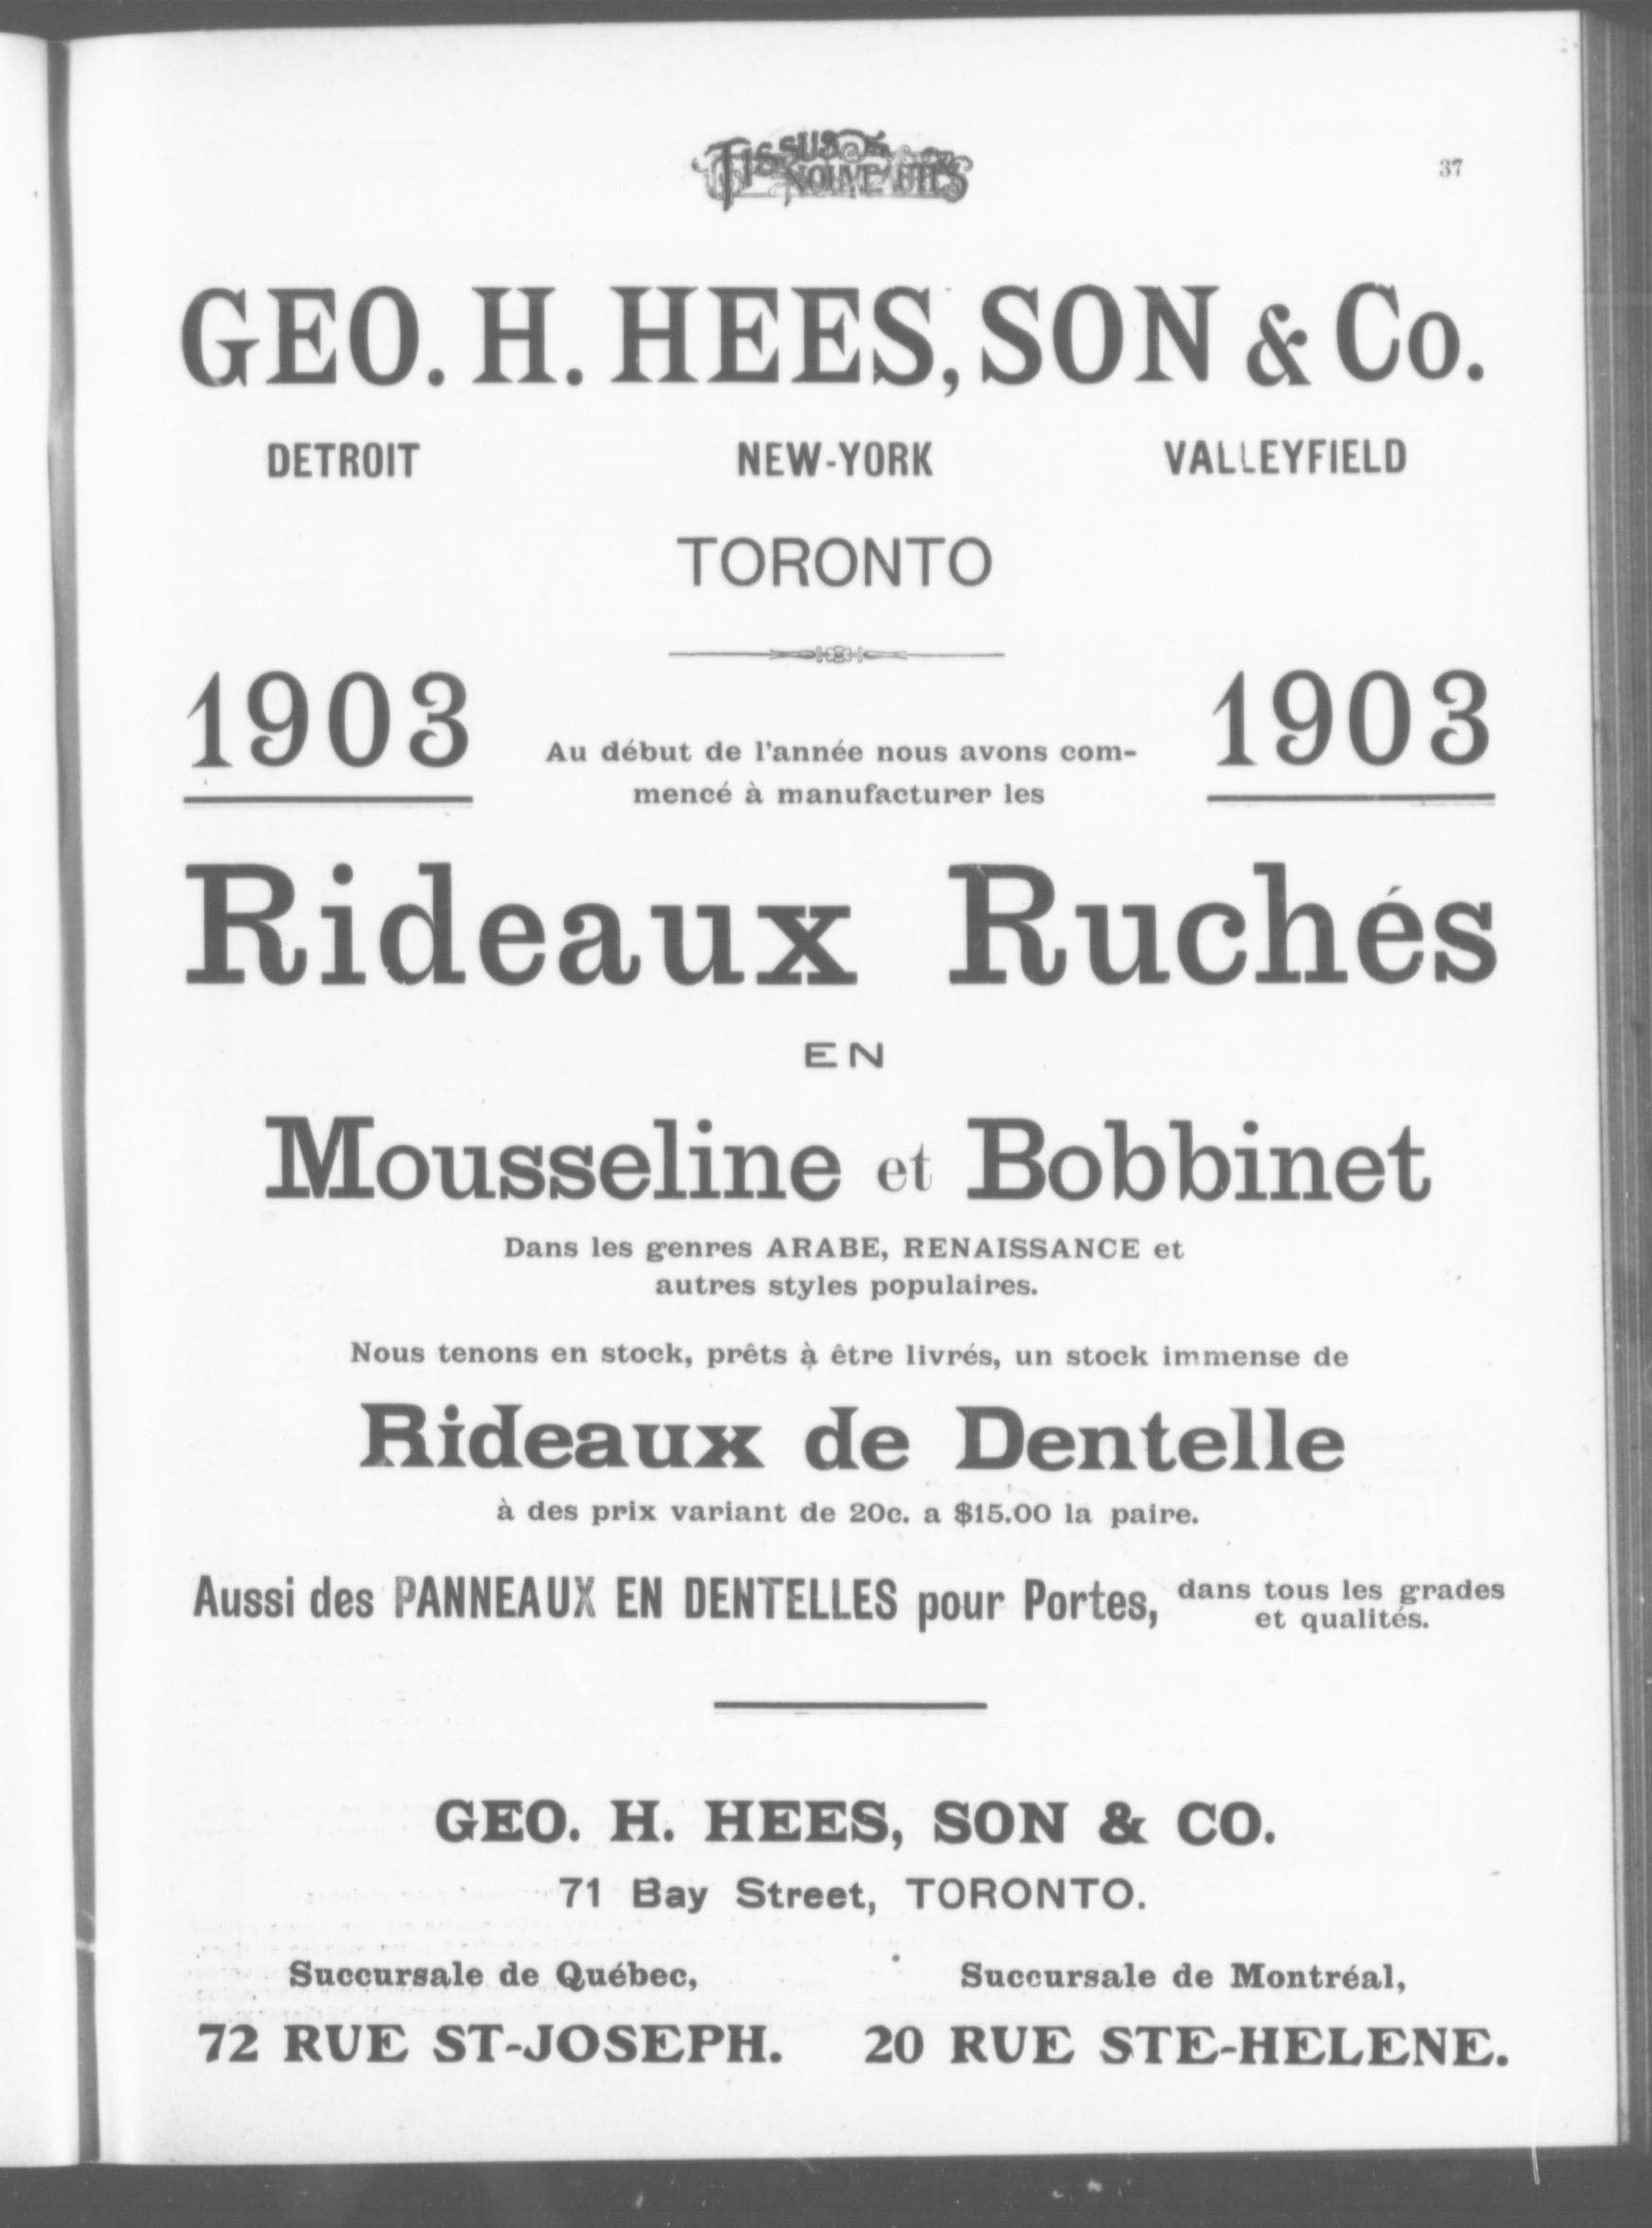 TISSUS & NOUVEAUTÉS
37
GEO. H. HEES, SON & Co.
DETROIT NEW-YORK VALLEYFIELD
TORONTO
1903 1903
Au début de l'année nous avons com-
mencé à manufacturer les
Rideaux Ruchés
EN
Mousseline et Bobbinet
Dans les genres ARABE, RENAISSANCE et
autres styles populaires.
Nous tenons en stock, prêts à être livrés, un stock immense de
Rideaux de Dentelle
à des prix variant de 20c. a $15.00 la paire.
Aussi des PANNEAUX EN DENTELLES pour Portes, dans tous les grades
et qualités.
GEO. H. HEES, SON & CO.
71 Bay Street, TORONTO.
Succursale de Québec, Succursale de Montréal,
72 RUE ST-JOSEPH. 20 RUE STE-HELENE.